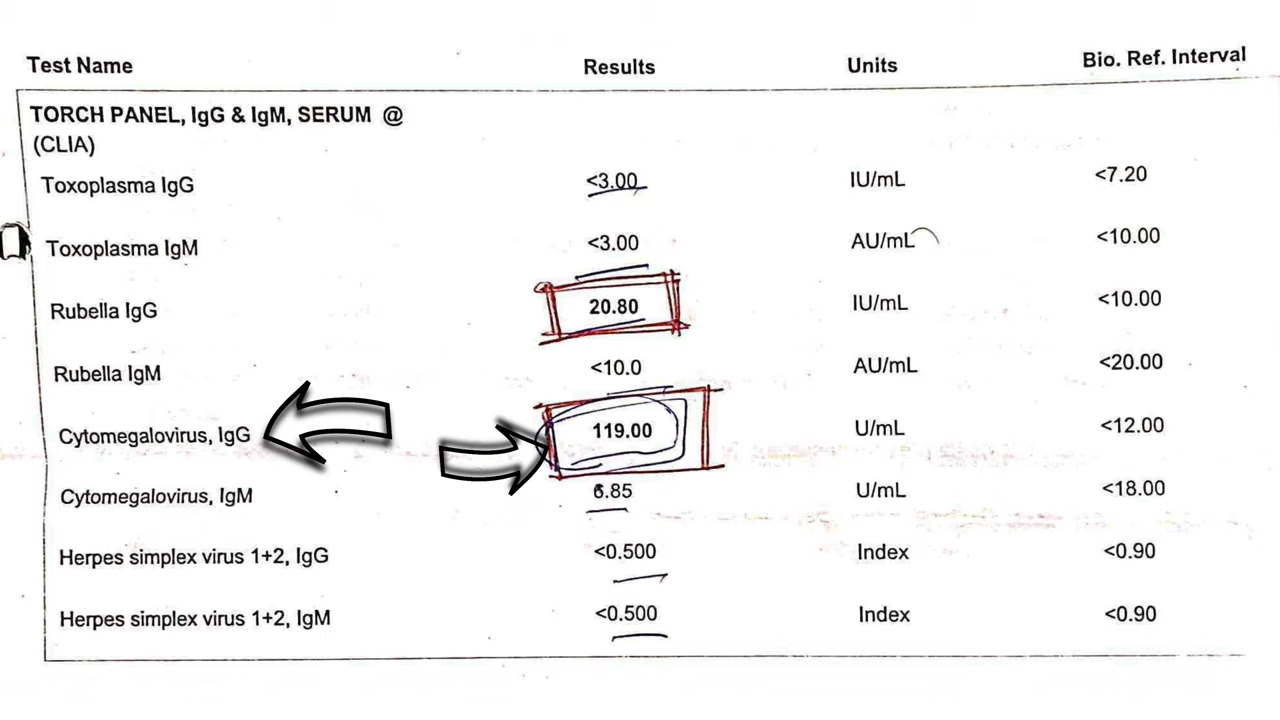 Test Name Results Units Bio. Ref. Interval
TORCH PANEL, IgG & IgM, SERUM @
(CLIA)
Toxoplasma IgG <3.00 IU/mL <7.20
Toxoplasma IgM <3.00 AU/mL <10.00
Rubella IgG 20.80 IU/mL <10.00
Rubella IgM <10.0 AU/mL <20.00
Cytomegalovirus, IgG 119.00 U/mL <12.00
Cytomegalovirus, IgM 6.85 U/mL <18.00
Herpes simplex virus 1+2, IgG <0.500 Index <0.90
Herpes simplex virus 1+2, IgM <0.500 Index <0.90